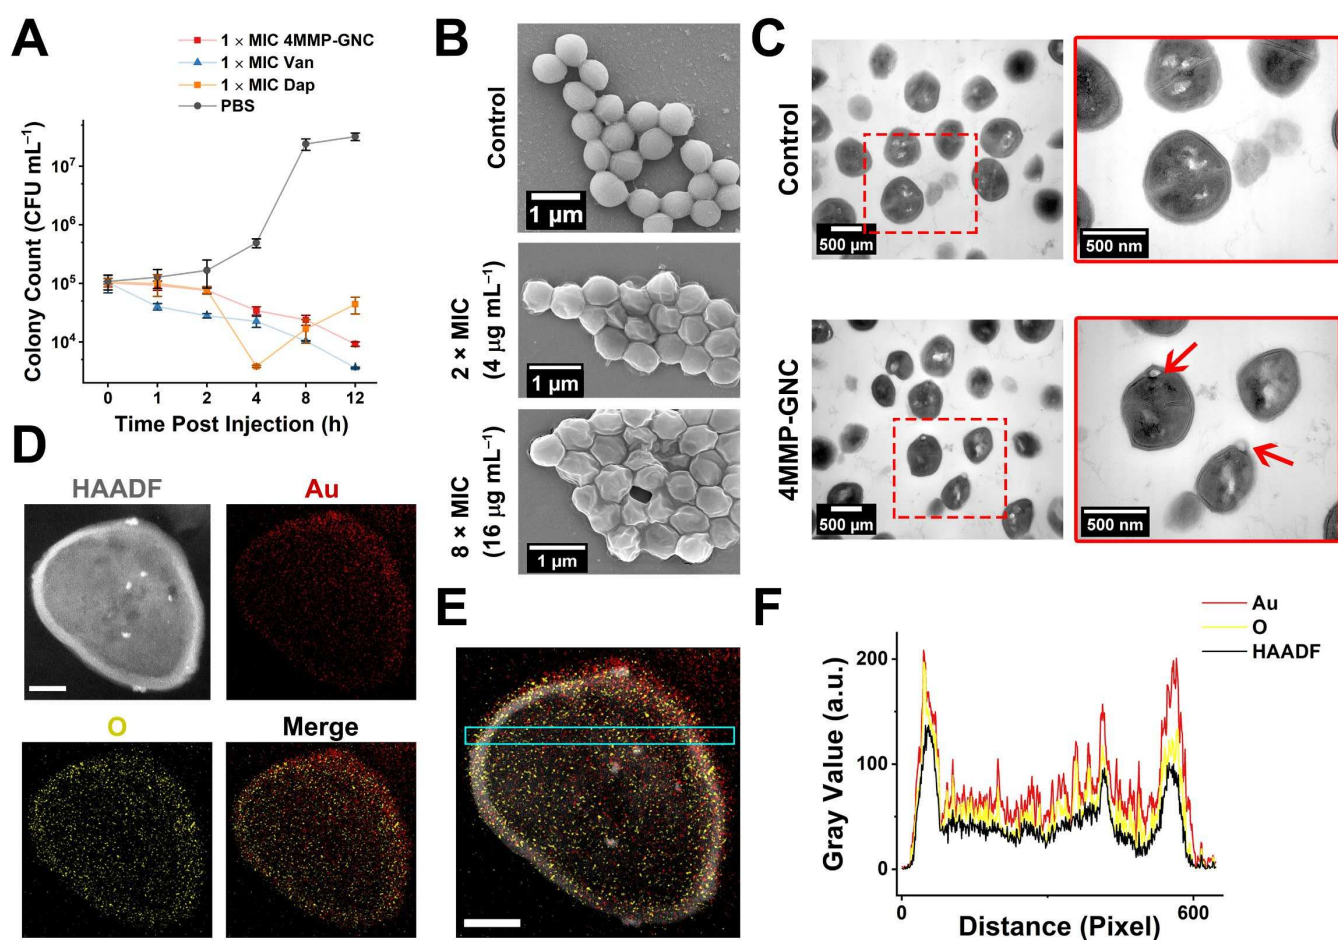 A
1 × MIC 4MMP-GNC
1 × MIC Van
1 × MIC Dap
PBS
Colony Count (CFU mL⁻¹)
10⁷
10⁶
10⁵
10⁴
0 1 2 4 8 12
Time Post Injection (h)
B
Control
1 µm
2 × MIC
(4 µg mL⁻¹)
1 µm
8 × MIC
(16 µg mL⁻¹)
1 µm
C
Control
500 µm
500 nm
4MMP-GNC
500 µm
500 nm
D
HAADF
Au
O
Merge
E
F
Au
O
HAADF
Gray Value (a.u.)
200
100
0
0 600
Distance (Pixel)